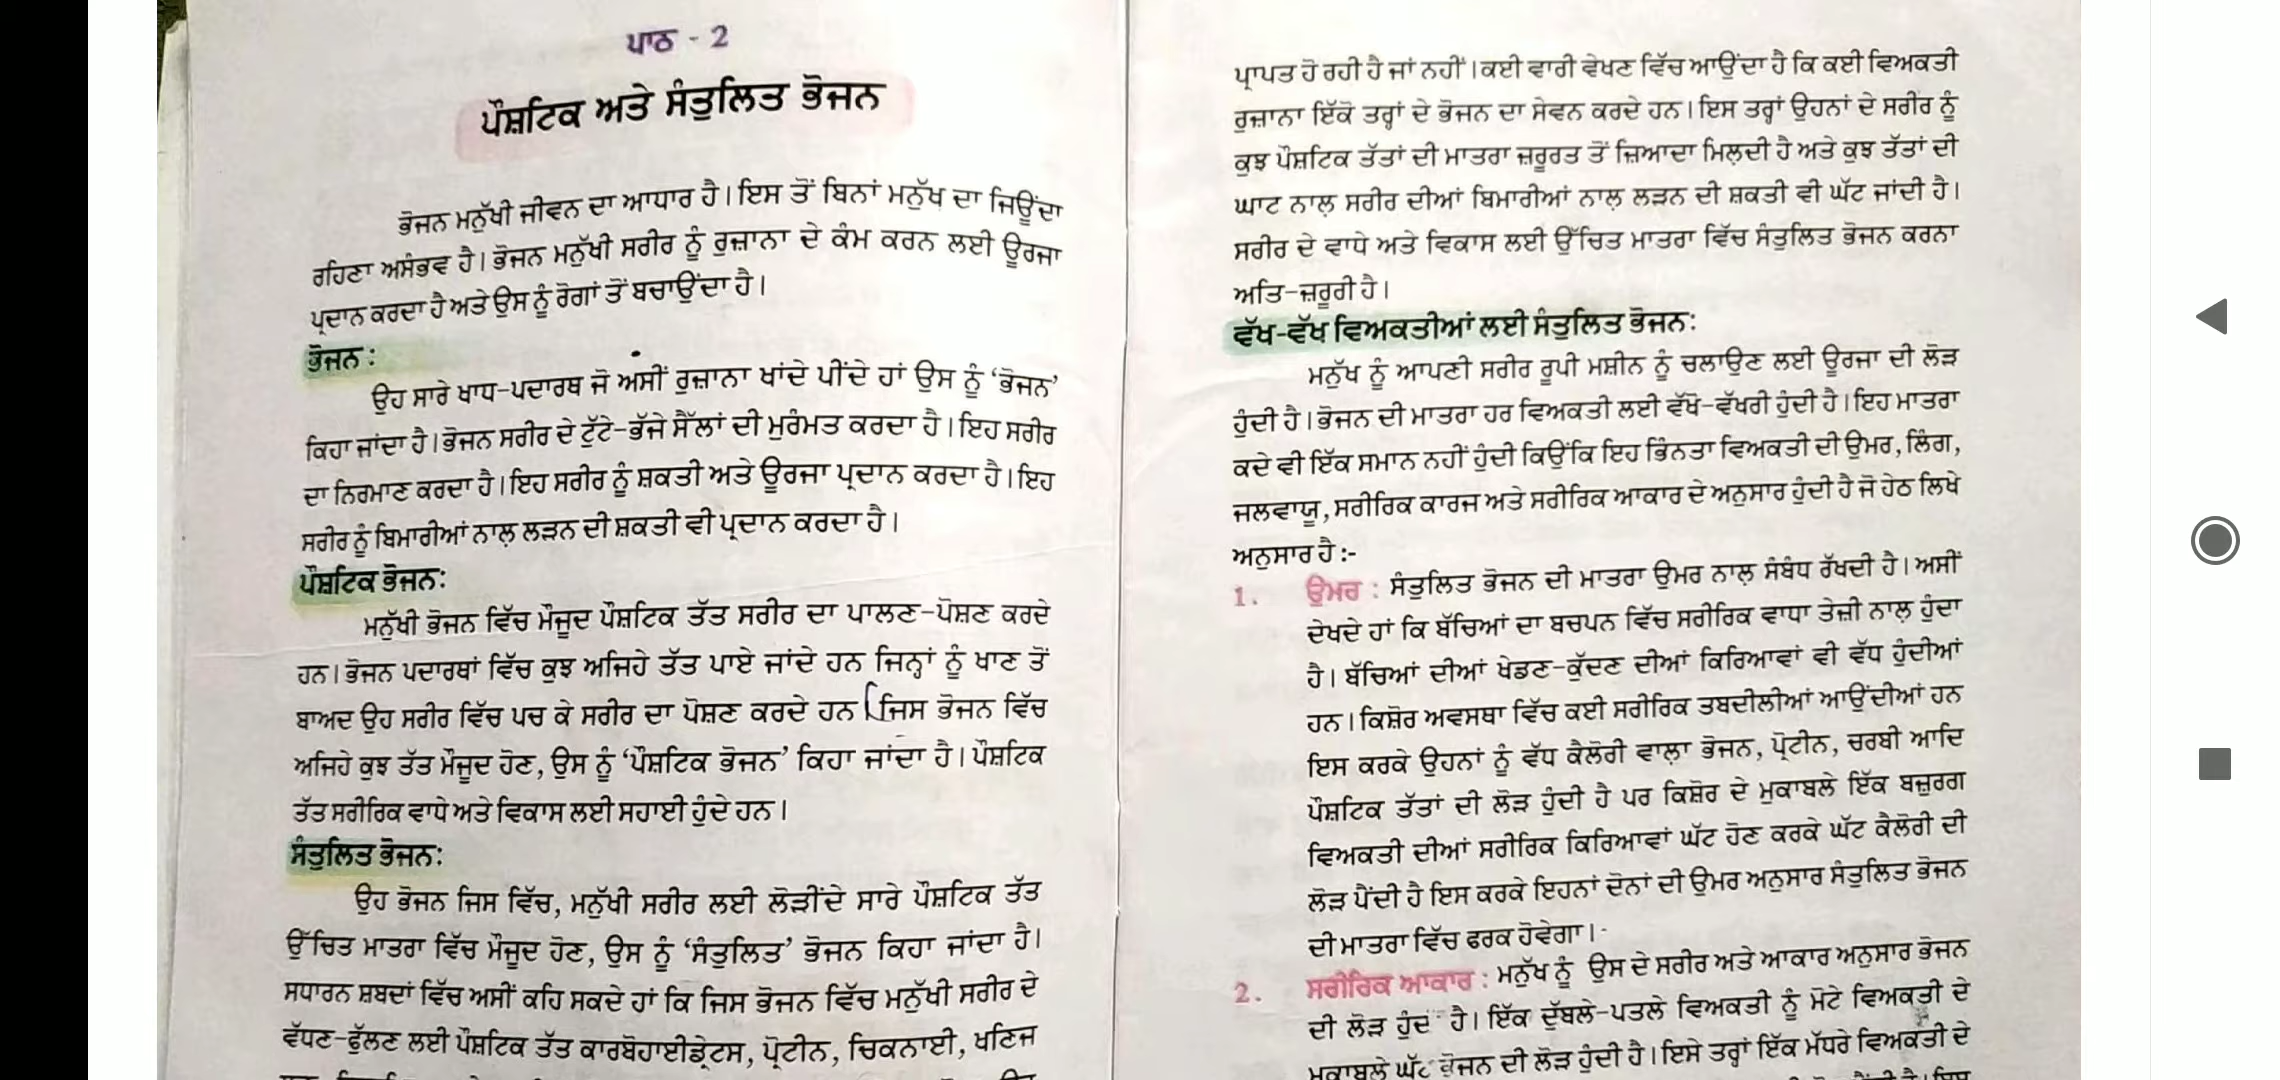 ਪਾਠ - 2
ਪੌਸ਼ਟਿਕ ਅਤੇ ਸੰਤੁਲਿਤ ਭੋਜਨ
ਭੋਜਨ ਮਨੁੱਖੀ ਜੀਵਨ ਦਾ ਆਧਾਰ ਹੈ। ਇਸ ਤੋਂ ਬਿਨਾਂ ਮਨੁੱਖ ਦਾ ਜਿਊਂਦਾ
ਰਹਿਣਾ ਅਸੰਭਵ ਹੈ। ਭੋਜਨ ਮਨੁੱਖੀ ਸਰੀਰ ਨੂੰ ਰੁਜ਼ਾਨਾ ਦੇ ਕੰਮ ਕਰਨ ਲਈ ਊਰਜਾ
ਪ੍ਰਦਾਨ ਕਰਦਾ ਹੈ ਅਤੇ ਉਸ ਨੂੰ ਰੋਗਾਂ ਤੋਂ ਬਚਾਉਂਦਾ ਹੈ।
ਭੋਜਨ :
ਉਹ ਸਾਰੇ ਖਾਧ-ਪਦਾਰਥ ਜੋ ਅਸੀਂ ਰੁਜ਼ਾਨਾ ਖਾਂਦੇ ਪੀਂਦੇ ਹਾਂ ਉਸ ਨੂੰ ‘ਭੋਜਨ’
ਕਿਹਾ ਜਾਂਦਾ ਹੈ। ਭੋਜਨ ਸਰੀਰ ਦੇ ਟੁੱਟੇ-ਭੱਜੇ ਸੈੱਲਾਂ ਦੀ ਮੁਰੰਮਤ ਕਰਦਾ ਹੈ। ਇਹ ਸਰੀਰ
ਦਾ ਨਿਰਮਾਣ ਕਰਦਾ ਹੈ। ਇਹ ਸਰੀਰ ਨੂੰ ਸ਼ਕਤੀ ਅਤੇ ਊਰਜਾ ਪ੍ਰਦਾਨ ਕਰਦਾ ਹੈ। ਇਹ
ਸਰੀਰ ਨੂੰ ਬਿਮਾਰੀਆਂ ਨਾਲ਼ ਲੜਨ ਦੀ ਸ਼ਕਤੀ ਵੀ ਪ੍ਰਦਾਨ ਕਰਦਾ ਹੈ।
ਪੌਸ਼ਟਿਕ ਭੋਜਨ:
ਮਨੁੱਖੀ ਭੋਜਨ ਵਿੱਚ ਮੌਜੂਦ ਪੌਸ਼ਟਿਕ ਤੱਤ ਸਰੀਰ ਦਾ ਪਾਲਣ-ਪੋਸ਼ਣ ਕਰਦੇ
ਹਨ। ਭੋਜਨ ਪਦਾਰਥਾਂ ਵਿੱਚ ਕੁਝ ਅਜਿਹੇ ਤੱਤ ਪਾਏ ਜਾਂਦੇ ਹਨ ਜਿਨ੍ਹਾਂ ਨੂੰ ਖਾਣ ਤੋਂ
ਬਾਅਦ ਉਹ ਸਰੀਰ ਵਿੱਚ ਪਚ ਕੇ ਸਰੀਰ ਦਾ ਪੋਸ਼ਣ ਕਰਦੇ ਹਨ। ਜਿਸ ਭੋਜਨ ਵਿੱਚ
ਅਜਿਹੇ ਕੁਝ ਤੱਤ ਮੌਜੂਦ ਹੋਣ, ਉਸ ਨੂੰ ‘ਪੌਸ਼ਟਿਕ ਭੋਜਨ’ ਕਿਹਾ ਜਾਂਦਾ ਹੈ। ਪੌਸ਼ਟਿਕ
ਤੱਤ ਸਰੀਰਿਕ ਵਾਧੇ ਅਤੇ ਵਿਕਾਸ ਲਈ ਸਹਾਈ ਹੁੰਦੇ ਹਨ।
ਸੰਤੁਲਿਤ ਭੋਜਨ:
ਉਹ ਭੋਜਨ ਜਿਸ ਵਿੱਚ, ਮਨੁੱਖੀ ਸਰੀਰ ਲਈ ਲੋੜੀਂਦੇ ਸਾਰੇ ਪੌਸ਼ਟਿਕ ਤੱਤ
ਉੱਚਿਤ ਮਾਤਰਾ ਵਿੱਚ ਮੌਜੂਦ ਹੋਣ, ਉਸ ਨੂੰ ‘ਸੰਤੁਲਿਤ’ ਭੋਜਨ ਕਿਹਾ ਜਾਂਦਾ ਹੈ।
ਸਧਾਰਨ ਸ਼ਬਦਾਂ ਵਿੱਚ ਅਸੀਂ ਕਹਿ ਸਕਦੇ ਹਾਂ ਕਿ ਜਿਸ ਭੋਜਨ ਵਿੱਚ ਮਨੁੱਖੀ ਸਰੀਰ ਦੇ
ਵੱਧਣ-ਫੁੱਲਣ ਲਈ ਪੌਸ਼ਟਿਕ ਤੱਤ ਕਾਰਬੋਹਾਈਡ੍ਰੇਟਸ, ਪ੍ਰੋਟੀਨ, ਚਿਕਨਾਈ, ਖਣਿਜ
ਪ੍ਰਾਪਤ ਹੋ ਰਹੀ ਹੈ ਜਾਂ ਨਹੀਂ। ਕਈ ਵਾਰੀ ਵੇਖਣ ਵਿੱਚ ਆਉਂਦਾ ਹੈ ਕਿ ਕਈ ਵਿਅਕਤੀ
ਰੁਜ਼ਾਨਾ ਇੱਕੋ ਤਰ੍ਹਾਂ ਦੇ ਭੋਜਨ ਦਾ ਸੇਵਨ ਕਰਦੇ ਹਨ। ਇਸ ਤਰ੍ਹਾਂ ਉਹਨਾਂ ਦੇ ਸਰੀਰ ਨੂੰ
ਕੁਝ ਪੌਸ਼ਟਿਕ ਤੱਤਾਂ ਦੀ ਮਾਤਰਾ ਜ਼ਰੂਰਤ ਤੋਂ ਜ਼ਿਆਦਾ ਮਿਲ਼ਦੀ ਹੈ ਅਤੇ ਕੁਝ ਤੱਤਾਂ ਦੀ
ਘਾਟ ਨਾਲ਼ ਸਰੀਰ ਦੀਆਂ ਬਿਮਾਰੀਆਂ ਨਾਲ਼ ਲੜਨ ਦੀ ਸ਼ਕਤੀ ਵੀ ਘੱਟ ਜਾਂਦੀ ਹੈ।
ਸਰੀਰ ਦੇ ਵਾਧੇ ਅਤੇ ਵਿਕਾਸ ਲਈ ਉੱਚਿਤ ਮਾਤਰਾ ਵਿੱਚ ਸੰਤੁਲਿਤ ਭੋਜਨ ਕਰਨਾ
ਅਤਿ-ਜ਼ਰੂਰੀ ਹੈ।
ਵੱਖ-ਵੱਖ ਵਿਅਕਤੀਆਂ ਲਈ ਸੰਤੁਲਿਤ ਭੋਜਨ:
ਮਨੁੱਖ ਨੂੰ ਆਪਣੀ ਸਰੀਰ ਰੂਪੀ ਮਸ਼ੀਨ ਨੂੰ ਚਲਾਉਣ ਲਈ ਊਰਜਾ ਦੀ ਲੋੜ
ਹੁੰਦੀ ਹੈ। ਭੋਜਨ ਦੀ ਮਾਤਰਾ ਹਰ ਵਿਅਕਤੀ ਲਈ ਵੱਖੋ-ਵੱਖਰੀ ਹੁੰਦੀ ਹੈ। ਇਹ ਮਾਤਰਾ
ਕਦੇ ਵੀ ਇੱਕ ਸਮਾਨ ਨਹੀਂ ਹੁੰਦੀ ਕਿਉਂਕਿ ਇਹ ਭਿੰਨਤਾ ਵਿਅਕਤੀ ਦੀ ਉਮਰ, ਲਿੰਗ,
ਜਲਵਾਯੂ, ਸਰੀਰਿਕ ਕਾਰਜ ਅਤੇ ਸਰੀਰਿਕ ਆਕਾਰ ਦੇ ਅਨੁਸਾਰ ਹੁੰਦੀ ਹੈ ਜੋ ਹੇਠ ਲਿਖੇ
ਅਨੁਸਾਰ ਹੈ :-
1. ਉਮਰ : ਸੰਤੁਲਿਤ ਭੋਜਨ ਦੀ ਮਾਤਰਾ ਉਮਰ ਨਾਲ਼ ਸੰਬੰਧ ਰੱਖਦੀ ਹੈ। ਅਸੀਂ
ਦੇਖਦੇ ਹਾਂ ਕਿ ਬੱਚਿਆਂ ਦਾ ਬਚਪਨ ਵਿੱਚ ਸਰੀਰਿਕ ਵਾਧਾ ਤੇਜ਼ੀ ਨਾਲ਼ ਹੁੰਦਾ
ਹੈ। ਬੱਚਿਆਂ ਦੀਆਂ ਖੇਡਣ-ਕੁੱਦਣ ਦੀਆਂ ਕਿਰਿਆਵਾਂ ਵੀ ਵੱਧ ਹੁੰਦੀਆਂ
ਹਨ। ਕਿਸ਼ੋਰ ਅਵਸਥਾ ਵਿੱਚ ਕਈ ਸਰੀਰਿਕ ਤਬਦੀਲੀਆਂ ਆਉਂਦੀਆਂ ਹਨ
ਇਸ ਕਰਕੇ ਉਹਨਾਂ ਨੂੰ ਵੱਧ ਕੈਲੋਰੀ ਵਾਲ਼ਾ ਭੋਜਨ, ਪ੍ਰੋਟੀਨ, ਚਰਬੀ ਆਦਿ
ਪੌਸ਼ਟਿਕ ਤੱਤਾਂ ਦੀ ਲੋੜ ਹੁੰਦੀ ਹੈ ਪਰ ਕਿਸ਼ੋਰ ਦੇ ਮੁਕਾਬਲੇ ਇੱਕ ਬਜ਼ੁਰਗ
ਵਿਅਕਤੀ ਦੀਆਂ ਸਰੀਰਿਕ ਕਿਰਿਆਵਾਂ ਘੱਟ ਹੋਣ ਕਰਕੇ ਘੱਟ ਕੈਲੋਰੀ ਦੀ
ਲੋੜ ਪੈਂਦੀ ਹੈ ਇਸ ਕਰਕੇ ਇਹਨਾਂ ਦੋਨਾਂ ਦੀ ਉਮਰ ਅਨੁਸਾਰ ਸੰਤੁਲਿਤ ਭੋਜਨ
ਦੀ ਮਾਤਰਾ ਵਿੱਚ ਫਰਕ ਹੋਵੇਗਾ।
2. ਸਰੀਰਿਕ ਆਕਾਰ : ਮਨੁੱਖ ਨੂੰ ਉਸ ਦੇ ਸਰੀਰ ਅਤੇ ਆਕਾਰ ਅਨੁਸਾਰ ਭੋਜਨ
ਦੀ ਲੋੜ ਹੁੰਦੀ ਹੈ। ਇੱਕ ਦੁੱਬਲੇ-ਪਤਲੇ ਵਿਅਕਤੀ ਨੂੰ ਮੋਟੇ ਵਿਅਕਤੀ ਦੇ
ਮੁਕਾਬਲੇ ਘੱਟ ਭੋਜਨ ਦੀ ਲੋੜ ਹੁੰਦੀ ਹੈ। ਇਸੇ ਤਰ੍ਹਾਂ ਇੱਕ ਮੱਧਰੇ ਵਿਅਕਤੀ ਦੇ